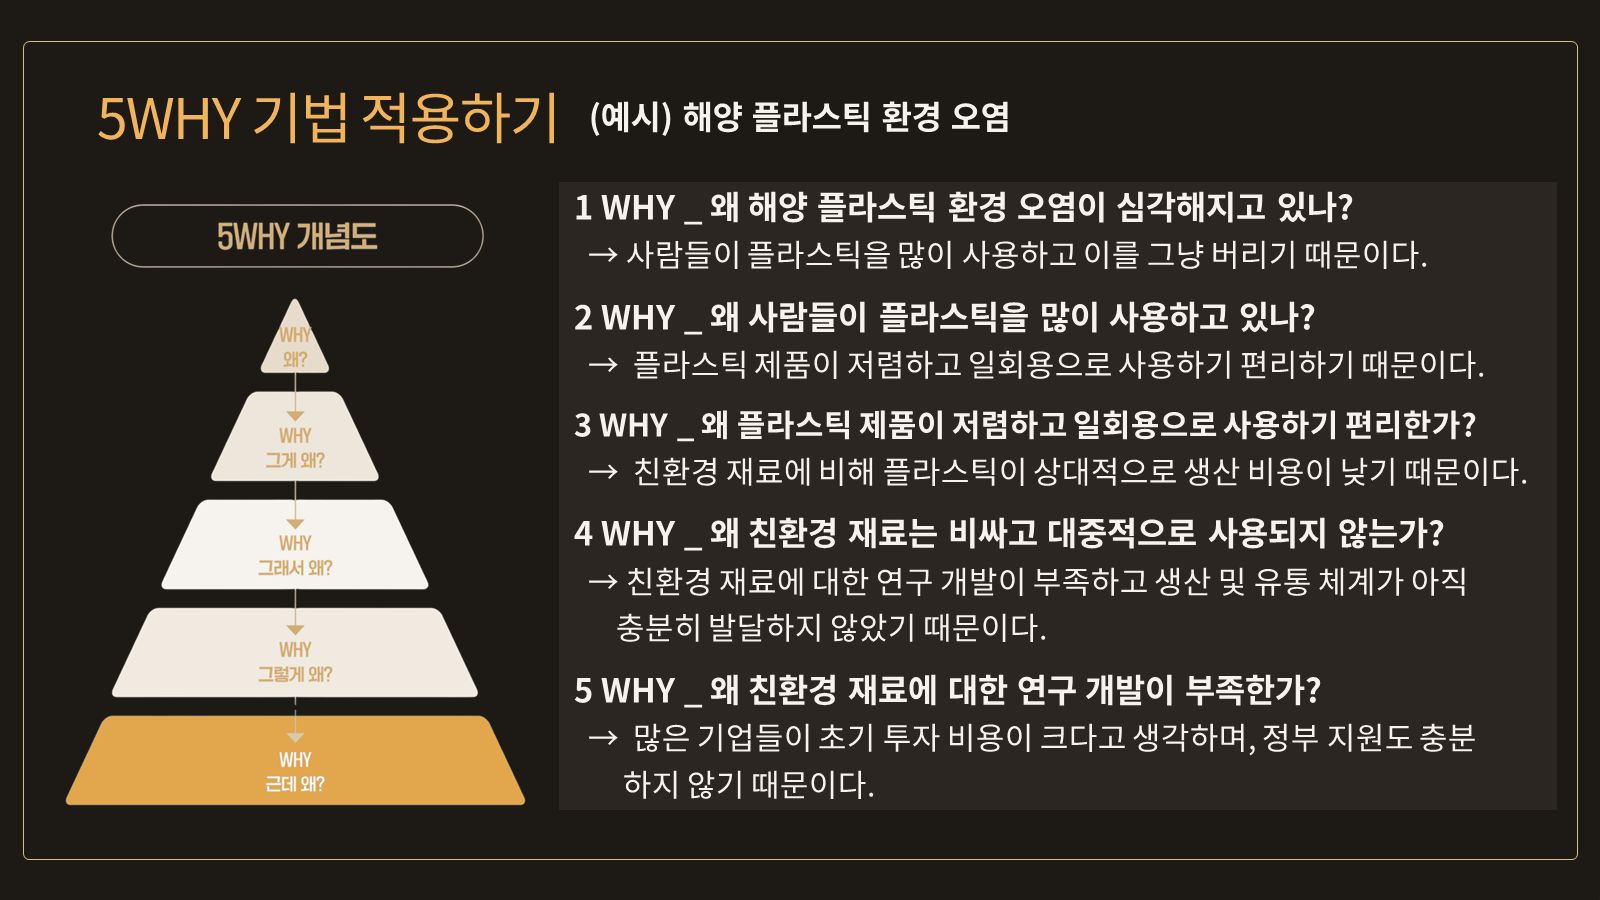 5WHY 기법 적용하기 (예시) 해양 플라스틱 환경 오염
5WHY 개념도
WHY
왜?
WHY
그게 왜?
WHY
그래서 왜?
WHY
그렇게 왜?
WHY
근데 왜?
1 WHY _ 왜 해양 플라스틱 환경 오염이 심각해지고 있나?
→ 사람들이 플라스틱을 많이 사용하고 이를 그냥 버리기 때문이다.
2 WHY _ 왜 사람들이 플라스틱을 많이 사용하고 있나?
→ 플라스틱 제품이 저렴하고 일회용으로 사용하기 편리하기 때문이다.
3 WHY _ 왜 플라스틱 제품이 저렴하고 일회용으로 사용하기 편리한가?
→ 친환경 재료에 비해 플라스틱이 상대적으로 생산 비용이 낮기 때문이다.
4 WHY _ 왜 친환경 재료는 비싸고 대중적으로 사용되지 않는가?
→ 친환경 재료에 대한 연구 개발이 부족하고 생산 및 유통 체계가 아직
충분히 발달하지 않았기 때문이다.
5 WHY _ 왜 친환경 재료에 대한 연구 개발이 부족한가?
→ 많은 기업들이 초기 투자 비용이 크다고 생각하며, 정부 지원도 충분
하지 않기 때문이다.